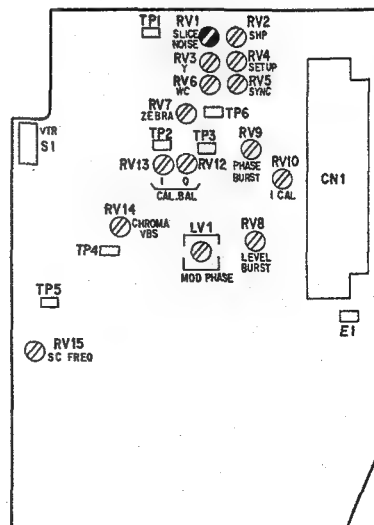 TP1
RV1
SLICE
NOISE
RV2
SHP
RV3
Y
RV4
SETUP
RV6
WC
RV5
SYNC
RV7
ZEBRA
TP6
VTR
S1
TP2
TP3
RV9
PHASE
BURST
RV13
RV12
I Q
CAL.BAL
RV10
I CAL
CN1
RV14
CHROMA
VBS
TP4
LV1
MOD PHASE
RV8
LEVEL
BURST
TP5
E1
RV15
SC FREQ